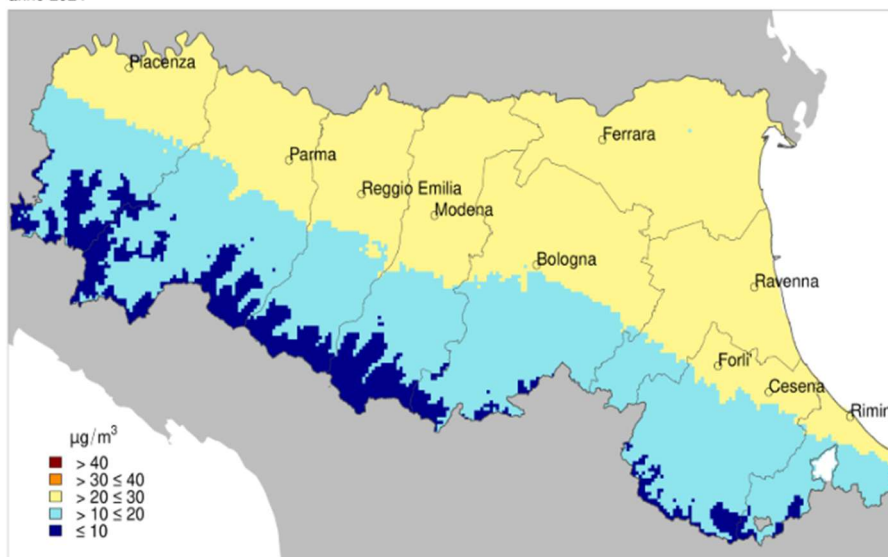 Piacenza
Parma
Ferrara
Reggio Emilia
Modena
Bologna
Ravenna
Forli'
Cesena
Rimin
µg/m³
> 40
> 30 ≤ 40
> 20 ≤ 30
> 10 ≤ 20
≤ 10